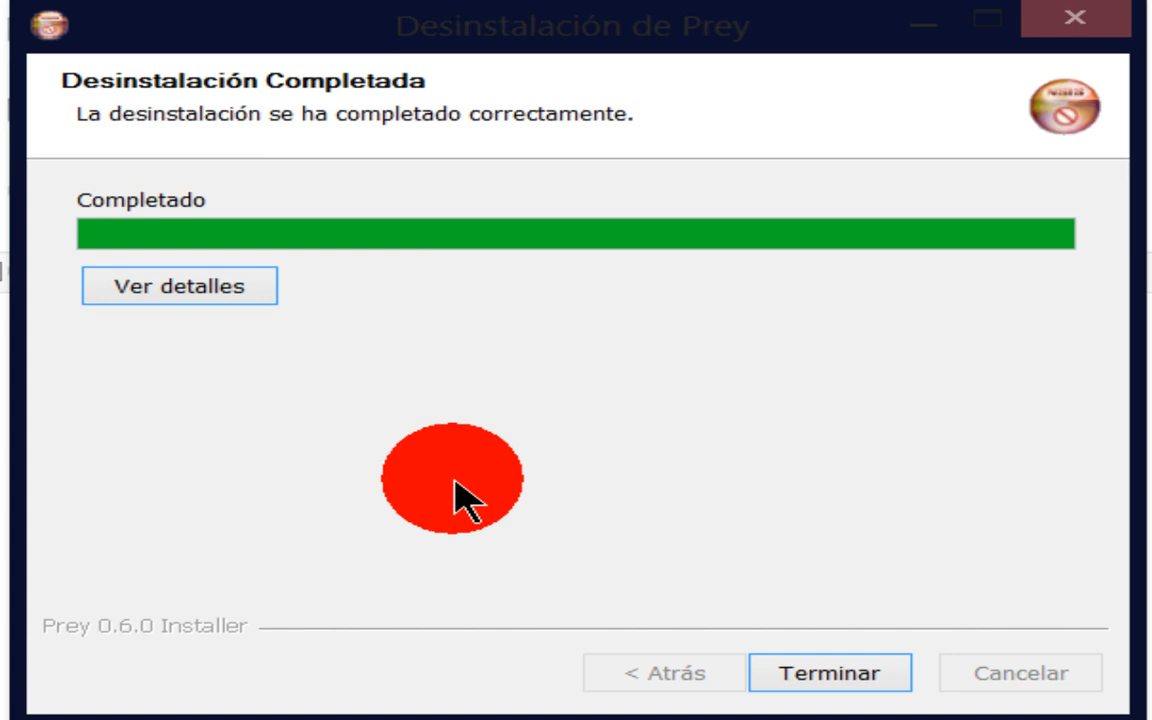 Desinstalación de Prey
Desinstalación Completada
La desinstalación se ha completado correctamente.
NSIS
Completado
Ver detalles
Prey 0.6.0 Installer
< Atrás
Terminar
Cancelar